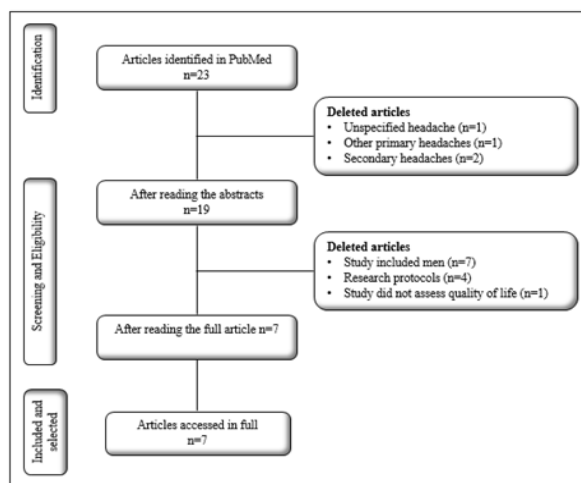 Identification
Articles identified in PubMed
n=23
Deleted articles
• Unspecified headache (n=1)
• Other primary headaches (n=1)
• Secondary headaches (n=2)
Screening and Eligibility
After reading the abstracts
n=19
Deleted articles
• Study included men (n=7)
• Research protocols (n=4)
• Study did not assess quality of life (n=1)
After reading the full article n=7
Included and
selected
Articles accessed in full
n=7